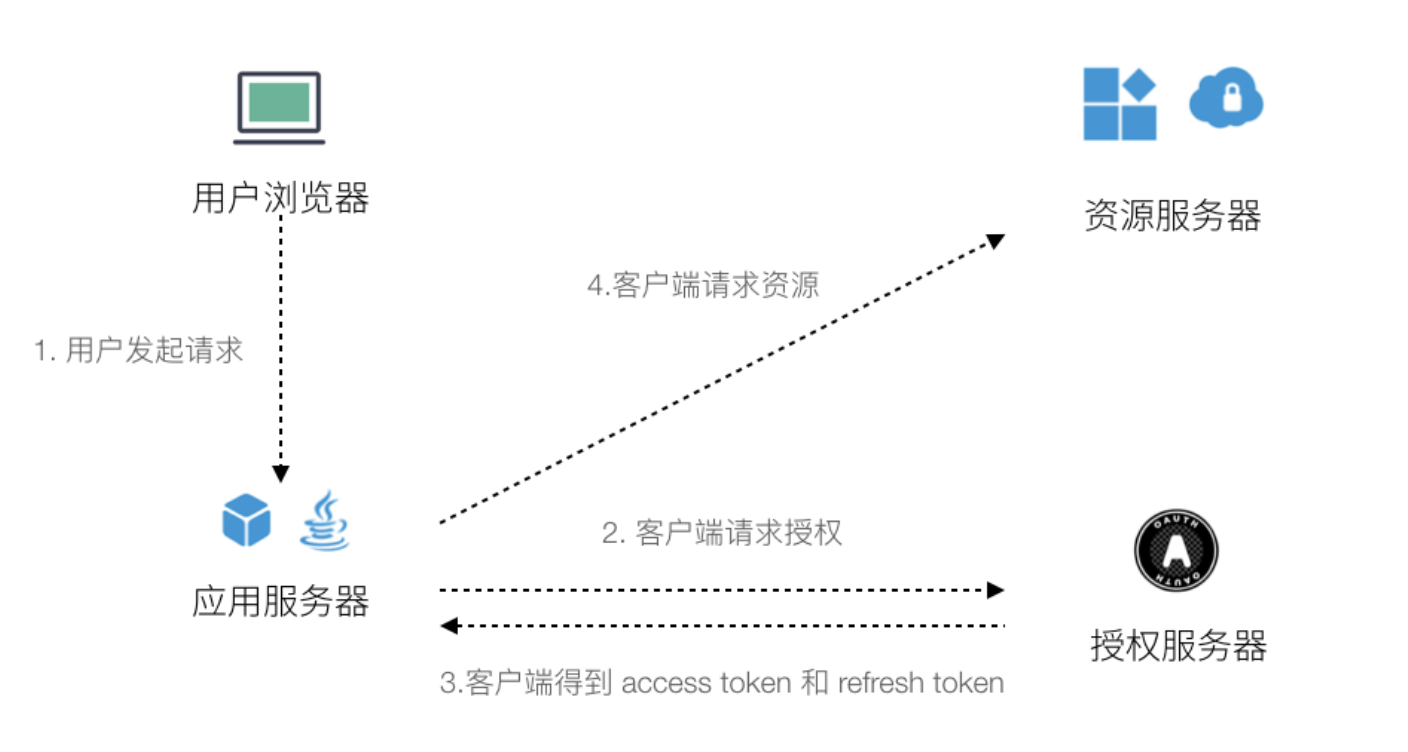 用户浏览器
资源服务器
4.客户端请求资源
1. 用户发起请求
2. 客户端请求授权
OAUTH
A
OAUTH
应用服务器
授权服务器
3.客户端得到 access token 和 refresh token